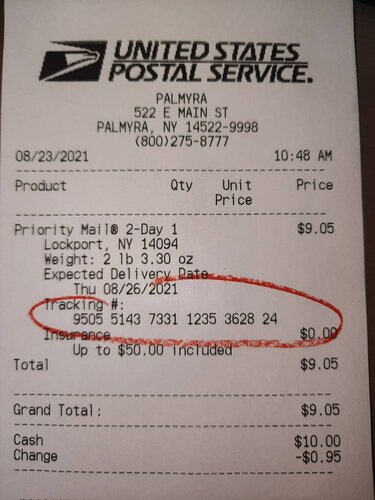 UNITED STATES
POSTAL SERVICE.
PALMYRA
522 E MAIN ST
PALMYRA, NY 14522-9998
(800)275-8777
08/23/2021 10:48 AM
Product Qty Unit Price
Price
Priority Mail® 2-Day 1 $9.05
Lockport, NY 14094
Weight: 2 lb 3.30 oz
Expected Delivery Date
Thu 08/26/2021
Tracking #:
9505 5143 7331 1235 3628 24
Insurance $0.00
Up to $50.00 included
Total $9.05
Grand Total: $9.05
Cash $10.00
Change -$0.95